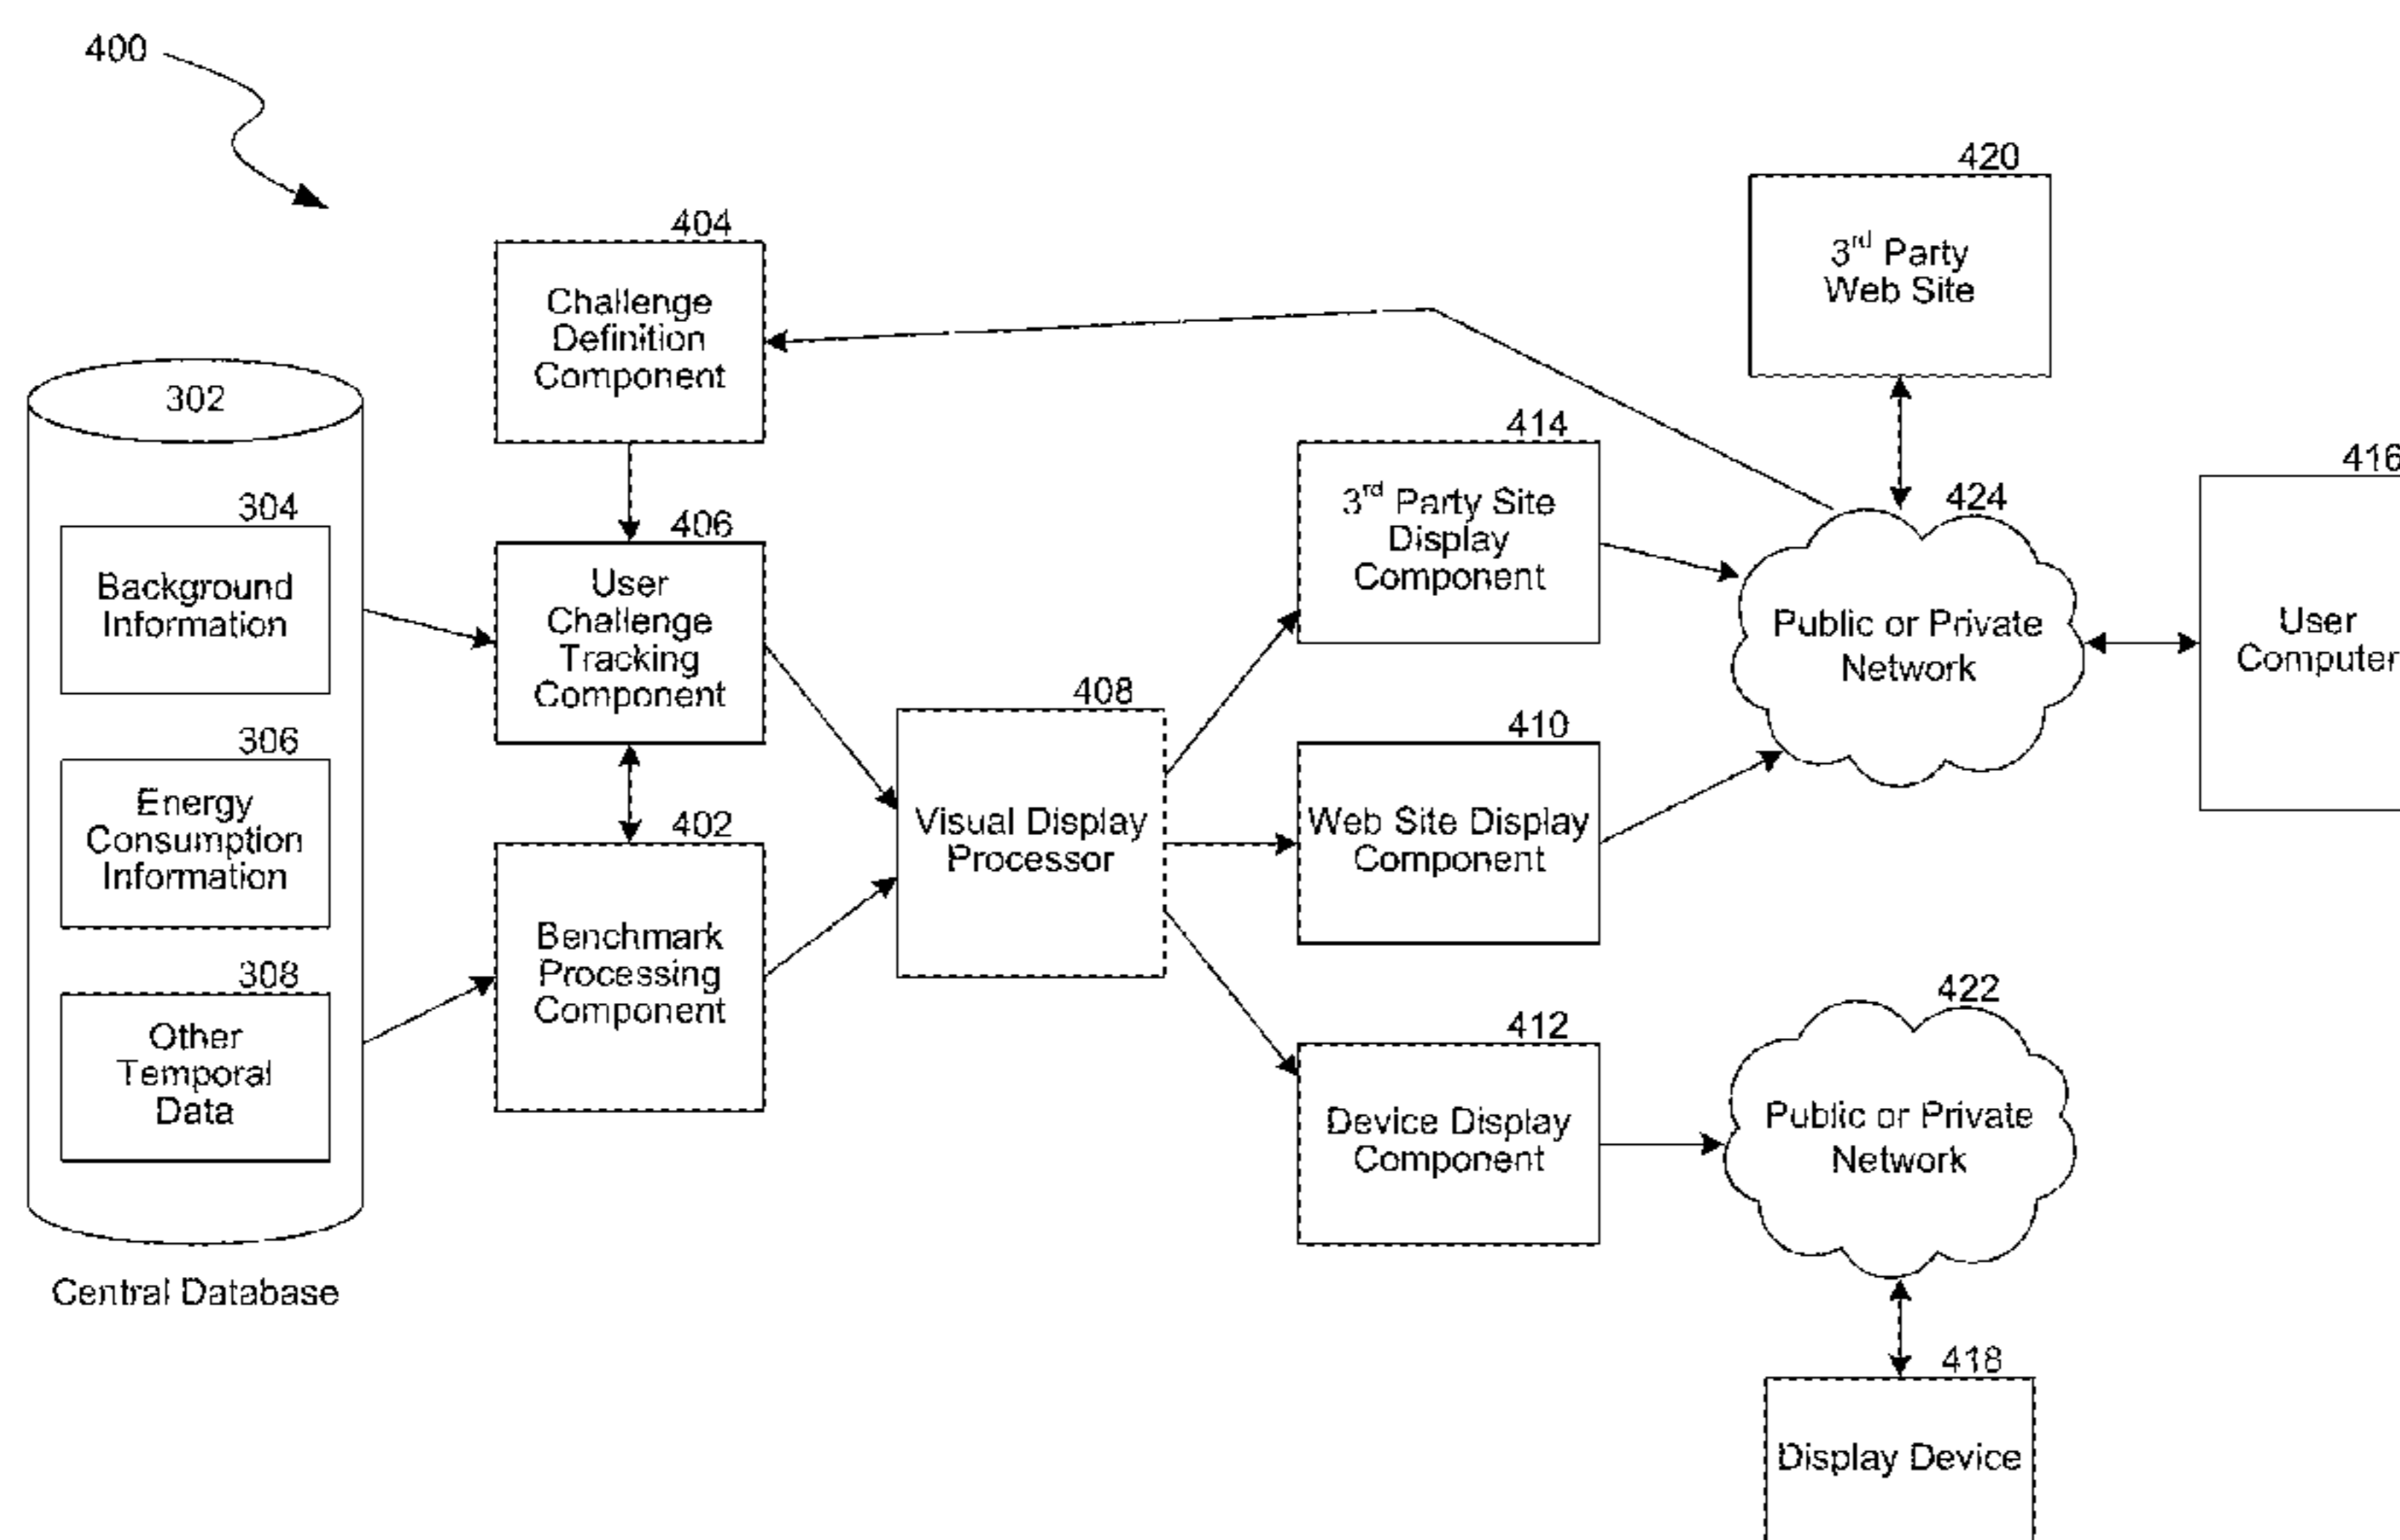 400
302
304
Background
Information
306
Energy
Consumption
Information
308
Other
Temporal
Data
Central Database
404
Challenge
Definition
Component
406
User
Challenge
Tracking
Component
402
Benchmark
Processing
Component
408
Visual Display
Processor
414
3rd Party Site
Display
Component
410
Web Site Display
Component
412
Device Display
Component
420
3rd Party
Web Site
424
Public or Private
Network
416
User
Computer
422
Public or Private
Network
418
Display Device